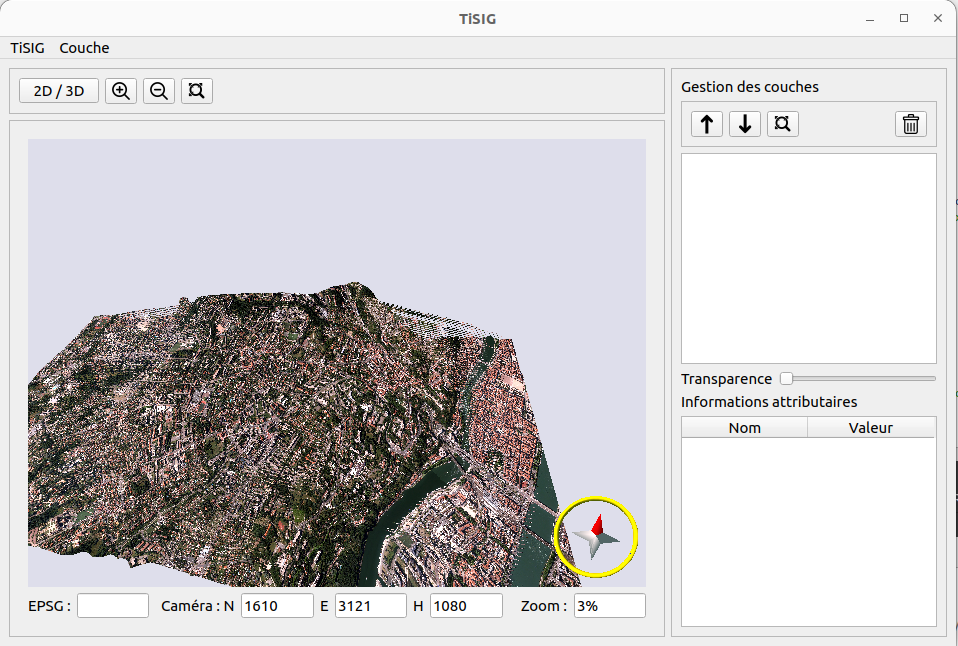 TiSIG
TiSIG Couche
2D / 3D
Gestion des couches
Transparence
Informations attributaires
Nom Valeur
EPSG : Caméra : N 1610 E 3121 H 1080 Zoom : 3%